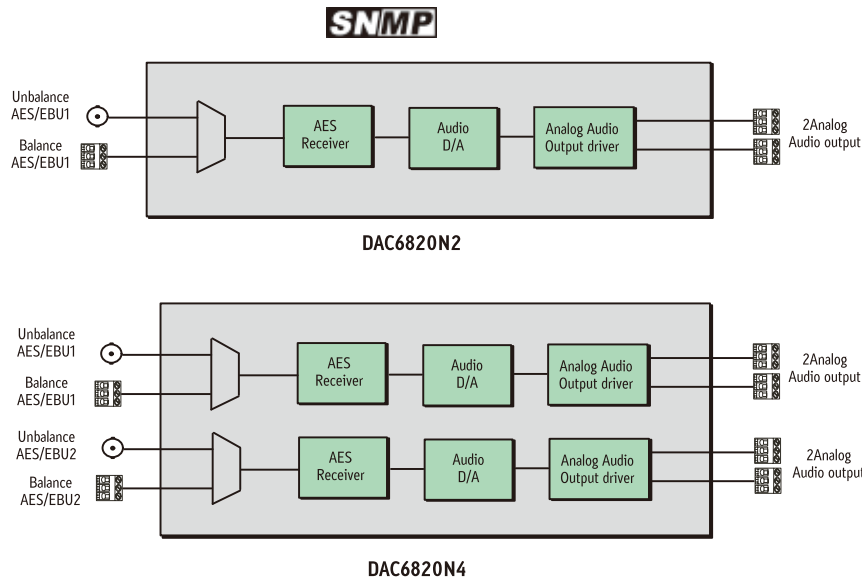 SNMP
Unbalance
AES/EBU1
Balance
AES/EBU1
AES
Receiver
Audio
D/A
Analog Audio
Output driver
2Analog
Audio output
DAC6820N2
Unbalance
AES/EBU1
Balance
AES/EBU1
AES
Receiver
Audio
D/A
Analog Audio
Output driver
2Analog
Audio output
Unbalance
AES/EBU2
Balance
AES/EBU2
AES
Receiver
Audio
D/A
Analog Audio
Output driver
2Analog
Audio output
DAC6820N4